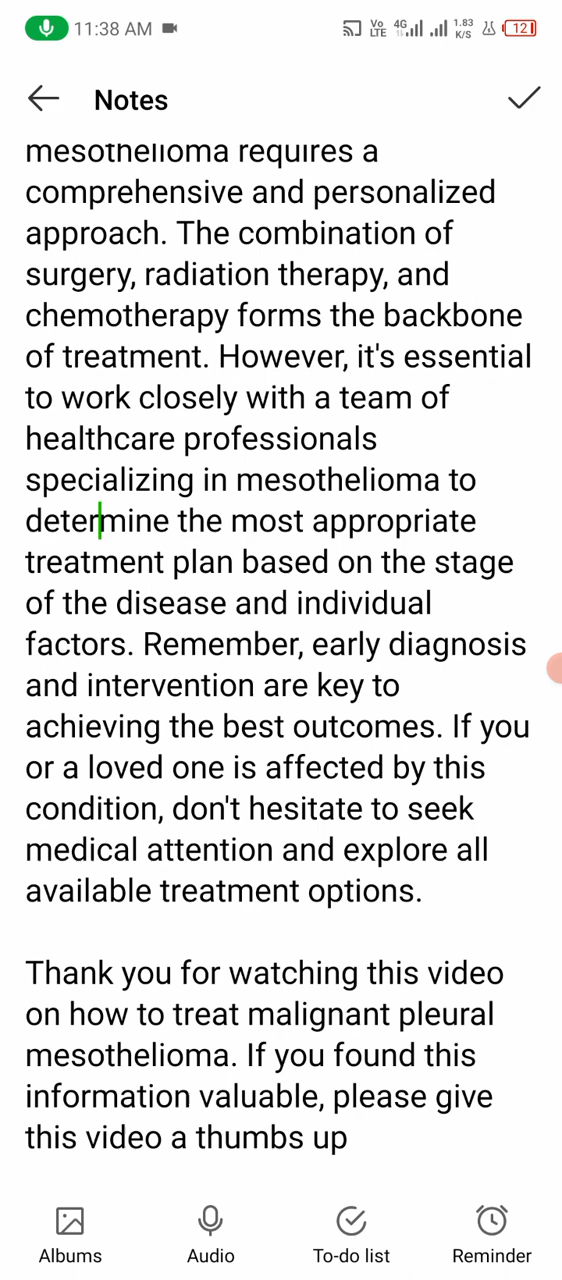 11:38 AM
Vo LTE 4G 1.83 K/S 12
Notes
mesothelioma requires a
comprehensive and personalized
approach. The combination of
surgery, radiation therapy, and
chemotherapy forms the backbone
of treatment. However, it's essential
to work closely with a team of
healthcare professionals
specializing in mesothelioma to
determine the most appropriate
treatment plan based on the stage
of the disease and individual
factors. Remember, early diagnosis
and intervention are key to
achieving the best outcomes. If you
or a loved one is affected by this
condition, don't hesitate to seek
medical attention and explore all
available treatment options.
Thank you for watching this video
on how to treat malignant pleural
mesothelioma. If you found this
information valuable, please give
this video a thumbs up
Albums Audio To-do list Reminder